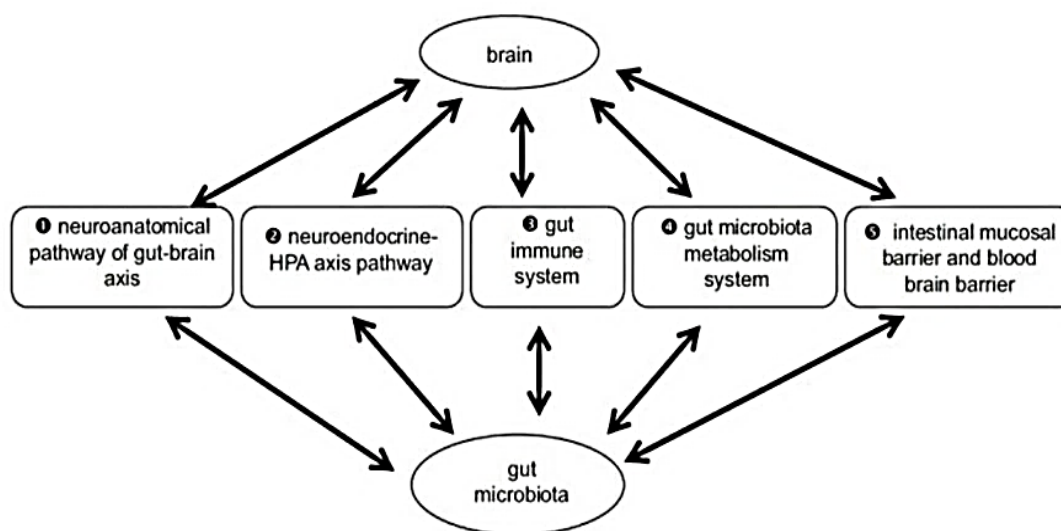 brain
❶ neuroanatomical
pathway of gut-brain
axis
❷ neuroendocrine-
HPA axis pathway
❸ gut
immune
system
❹ gut microbiota
metabolism
system
❺ intestinal mucosal
barrier and blood
brain barrier
gut
microbiota